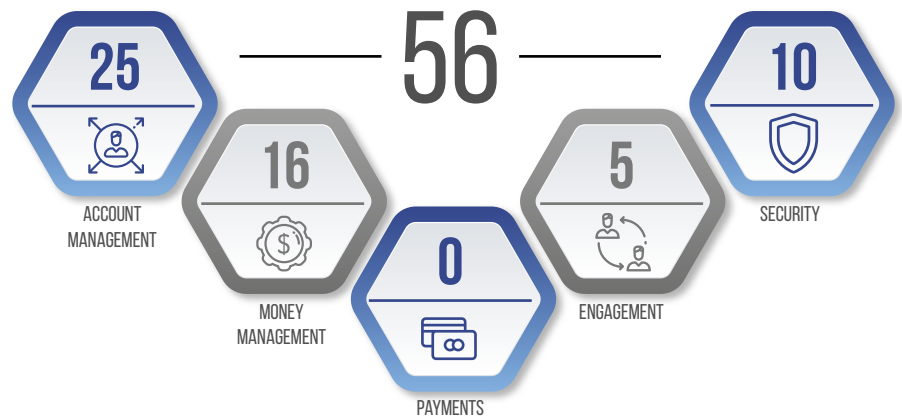 56
25
ACCOUNT
MANAGEMENT
16
$
MONEY
MANAGEMENT
0
PAYMENTS
5
ENGAGEMENT
10
SECURITY